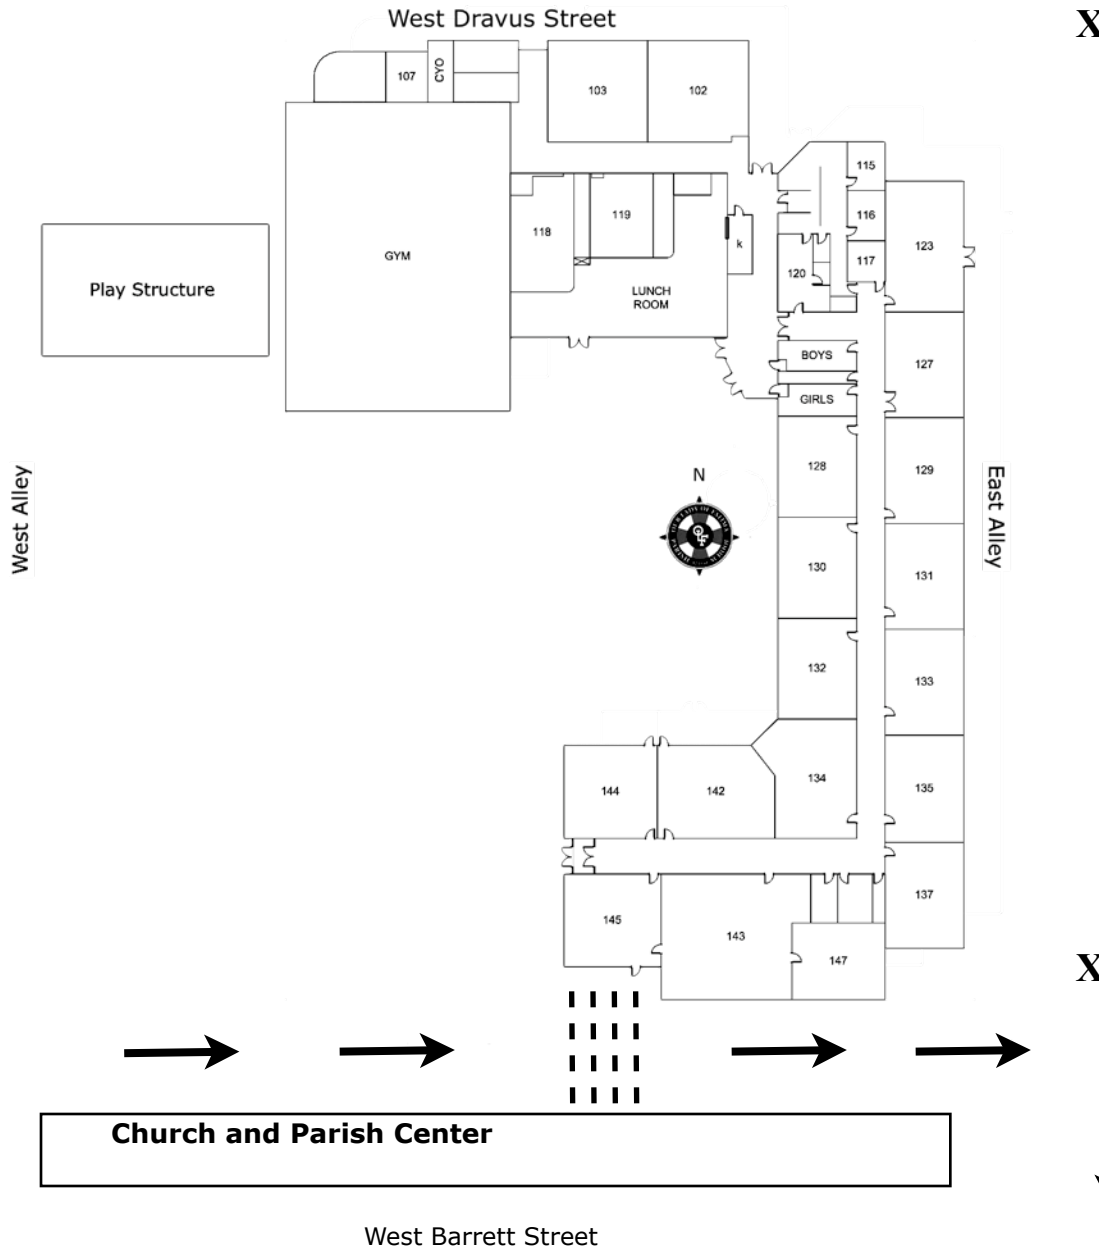 West Dravus Street
X
107
CYO
103
102
115
116
117
118
119
k
120
123
GYM
Play Structure
LUNCH
ROOM
BOYS
GIRLS
127
128
129
West Alley
East Alley
N
130
131
132
133
134
135
144
142
137
145
143
147
X
Church and Parish Center
West Barrett Street